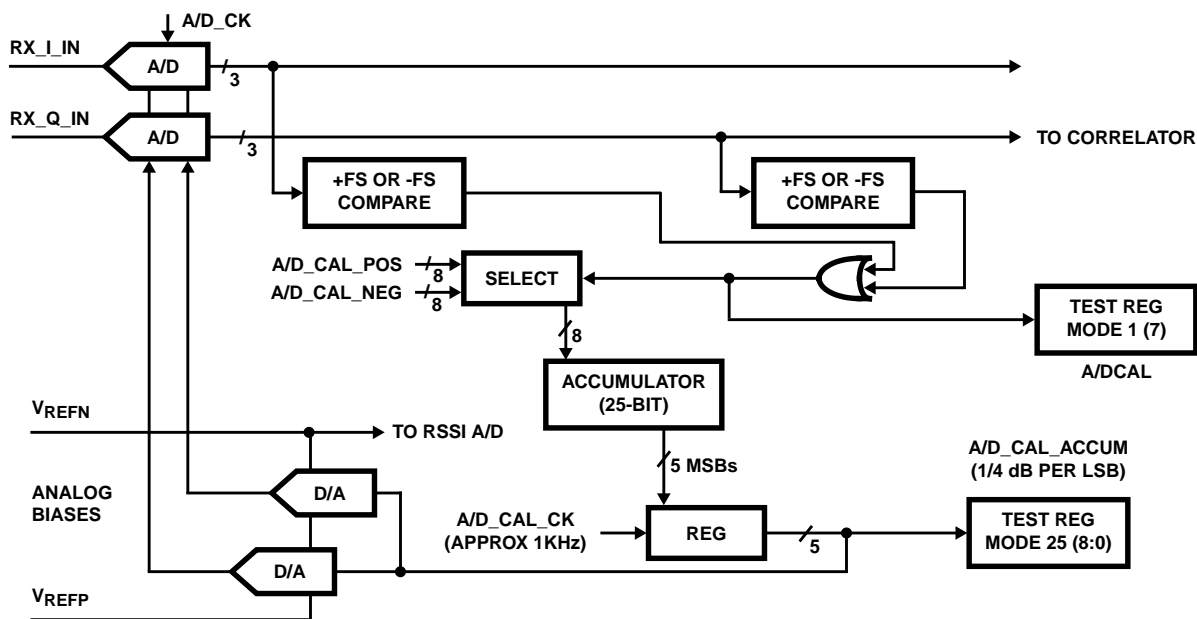 A/D_CK
RX_I_IN
A/D
3
RX_Q_IN
A/D
3
TO CORRELATOR
+FS OR -FS
COMPARE
+FS OR -FS
COMPARE
A/D_CAL_POS
8
A/D_CAL_NEG
8
SELECT
8
TEST REG
MODE 1 (7)
A/DCAL
ACCUMULATOR
(25-BIT)
VREFN
TO RSSI A/D
5 MSBs
A/D_CAL_ACCUM
(1/4 dB PER LSB)
ANALOG
BIASES
D/A
A/D_CAL_CK
(APPROX 1KHz)
REG
5
TEST REG
MODE 25 (8:0)
D/A
VREFP